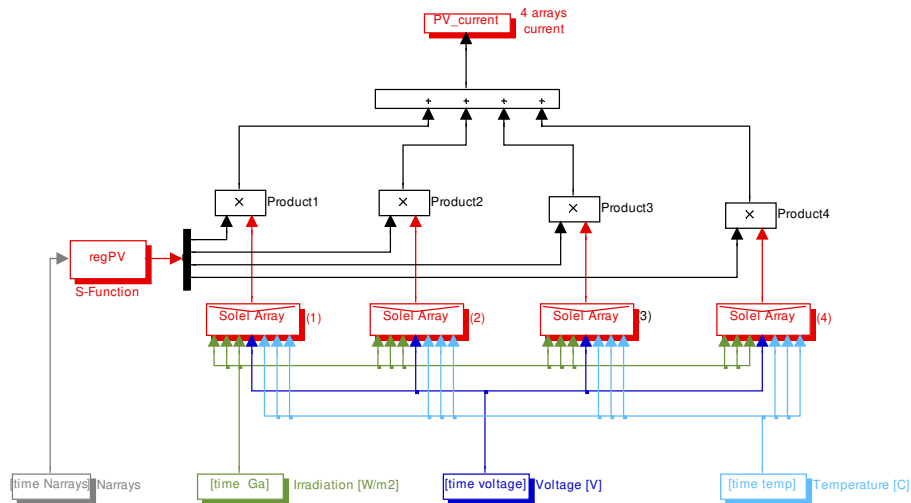 PV_current
4 arrays
current
+ + + +
×
Product1
×
Product2
×
Product3
×
Product4
regPV
S-Function
Solel Array
(1)
Solel Array
(2)
Solel Array
(3)
Solel Array
(4)
[time Narrays]
Narrays
[time Ga]
Irradiation [W/m2]
[time voltage]
Voltage [V]
[time temp]
Temperature [C]